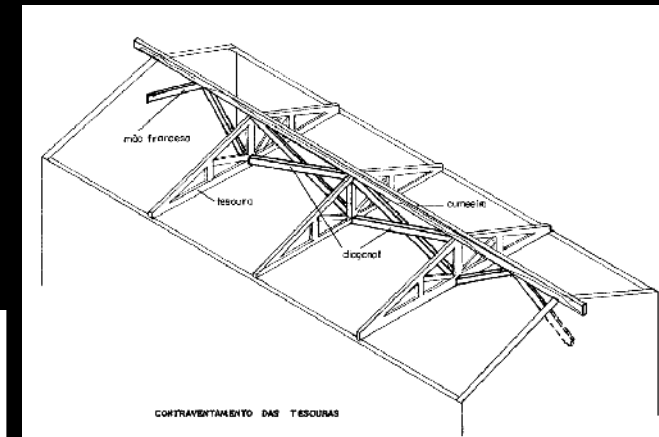 mão francesa
tesoura
cumeeira
diagonal
CONTRAVENTAMENTO DAS TESOURAS